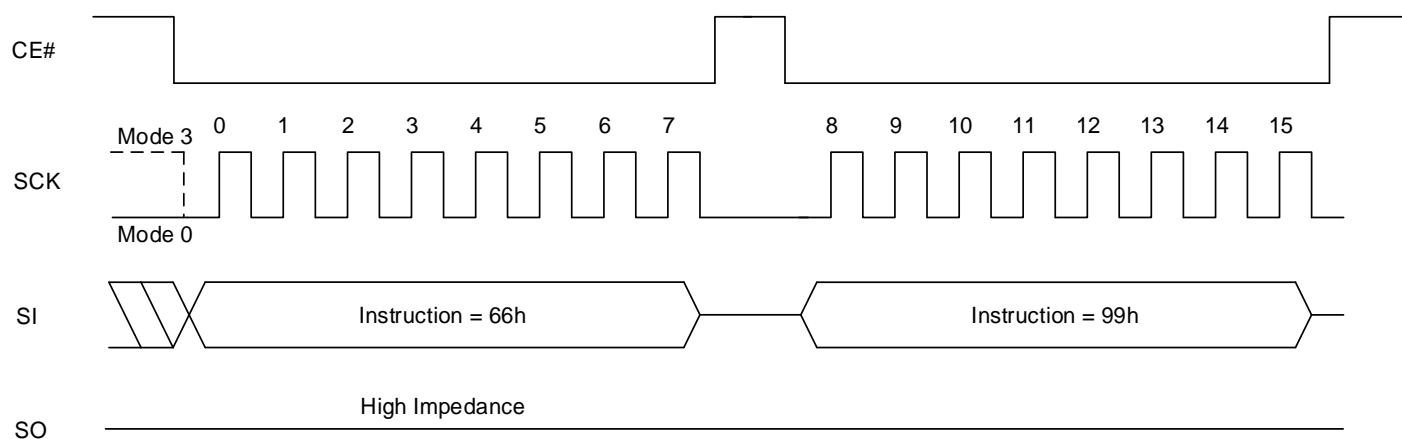 CE#
Mode 3
0 1 2 3 4 5 6 7 8 9 10 11 12 13 14 15
SCK
Mode 0
SI
Instruction = 66h
Instruction = 99h
High Impedance
SO